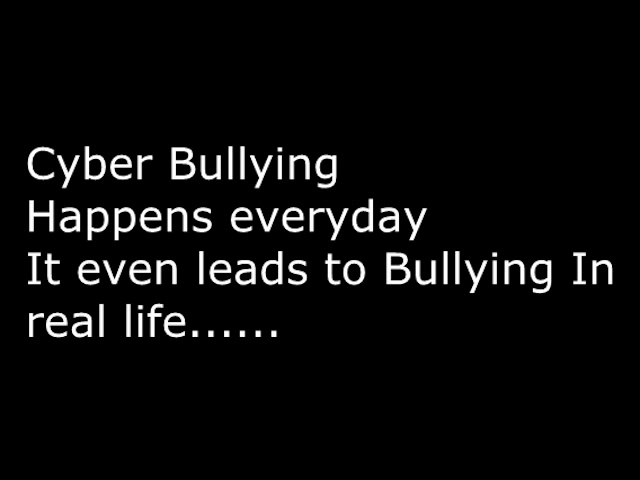 Cyber Bullying
Happens everyday
It even leads to Bullying In
real life......